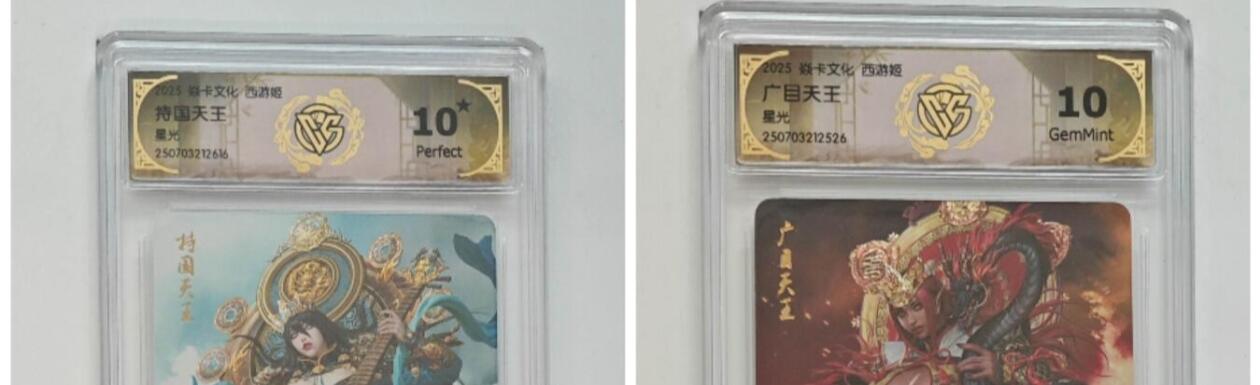 2025 焱卡文化 西游姬
持国天王
星光
250703212616
10★
Perfect
持国天王
2025 焱卡文化 西游姬
广目天王
星光
250703212526
10
GemMint
广目天王